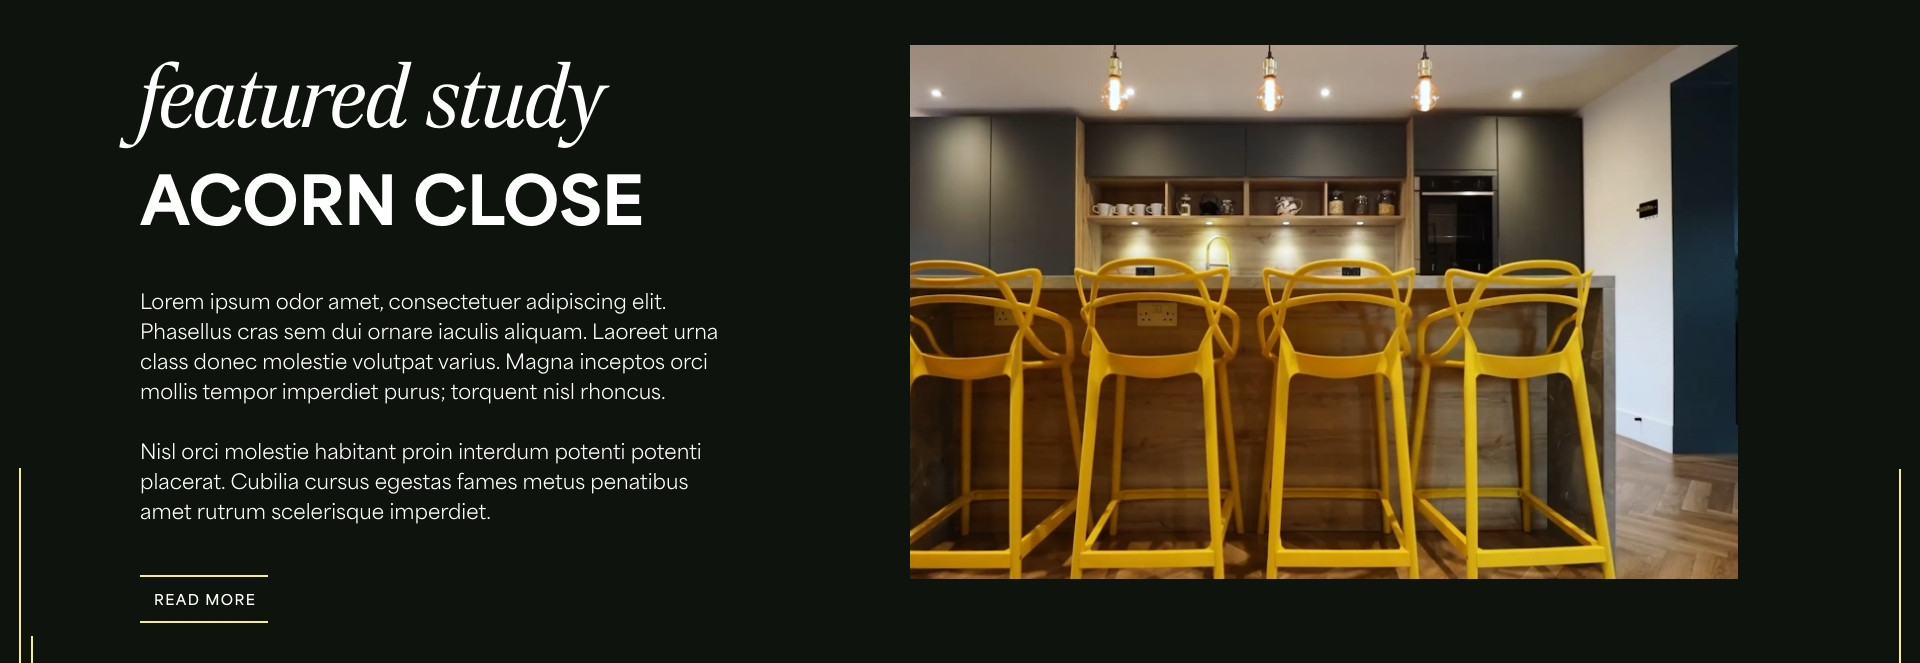 featured study
ACORN CLOSE
Lorem ipsum odor amet, consectetuer adipiscing elit.
Phasellus cras sem dui ornare iaculis aliquam. Laoreet urna
class donec molestie volutpat varius. Magna inceptos orci
mollis tempor imperdiet purus; torquent nisl rhoncus.
Nisl orci molestie habitant proin interdum potenti potenti
placerat. Cubilia cursus egestas fames metus penatibus
amet rutrum scelerisque imperdiet.
READ MORE